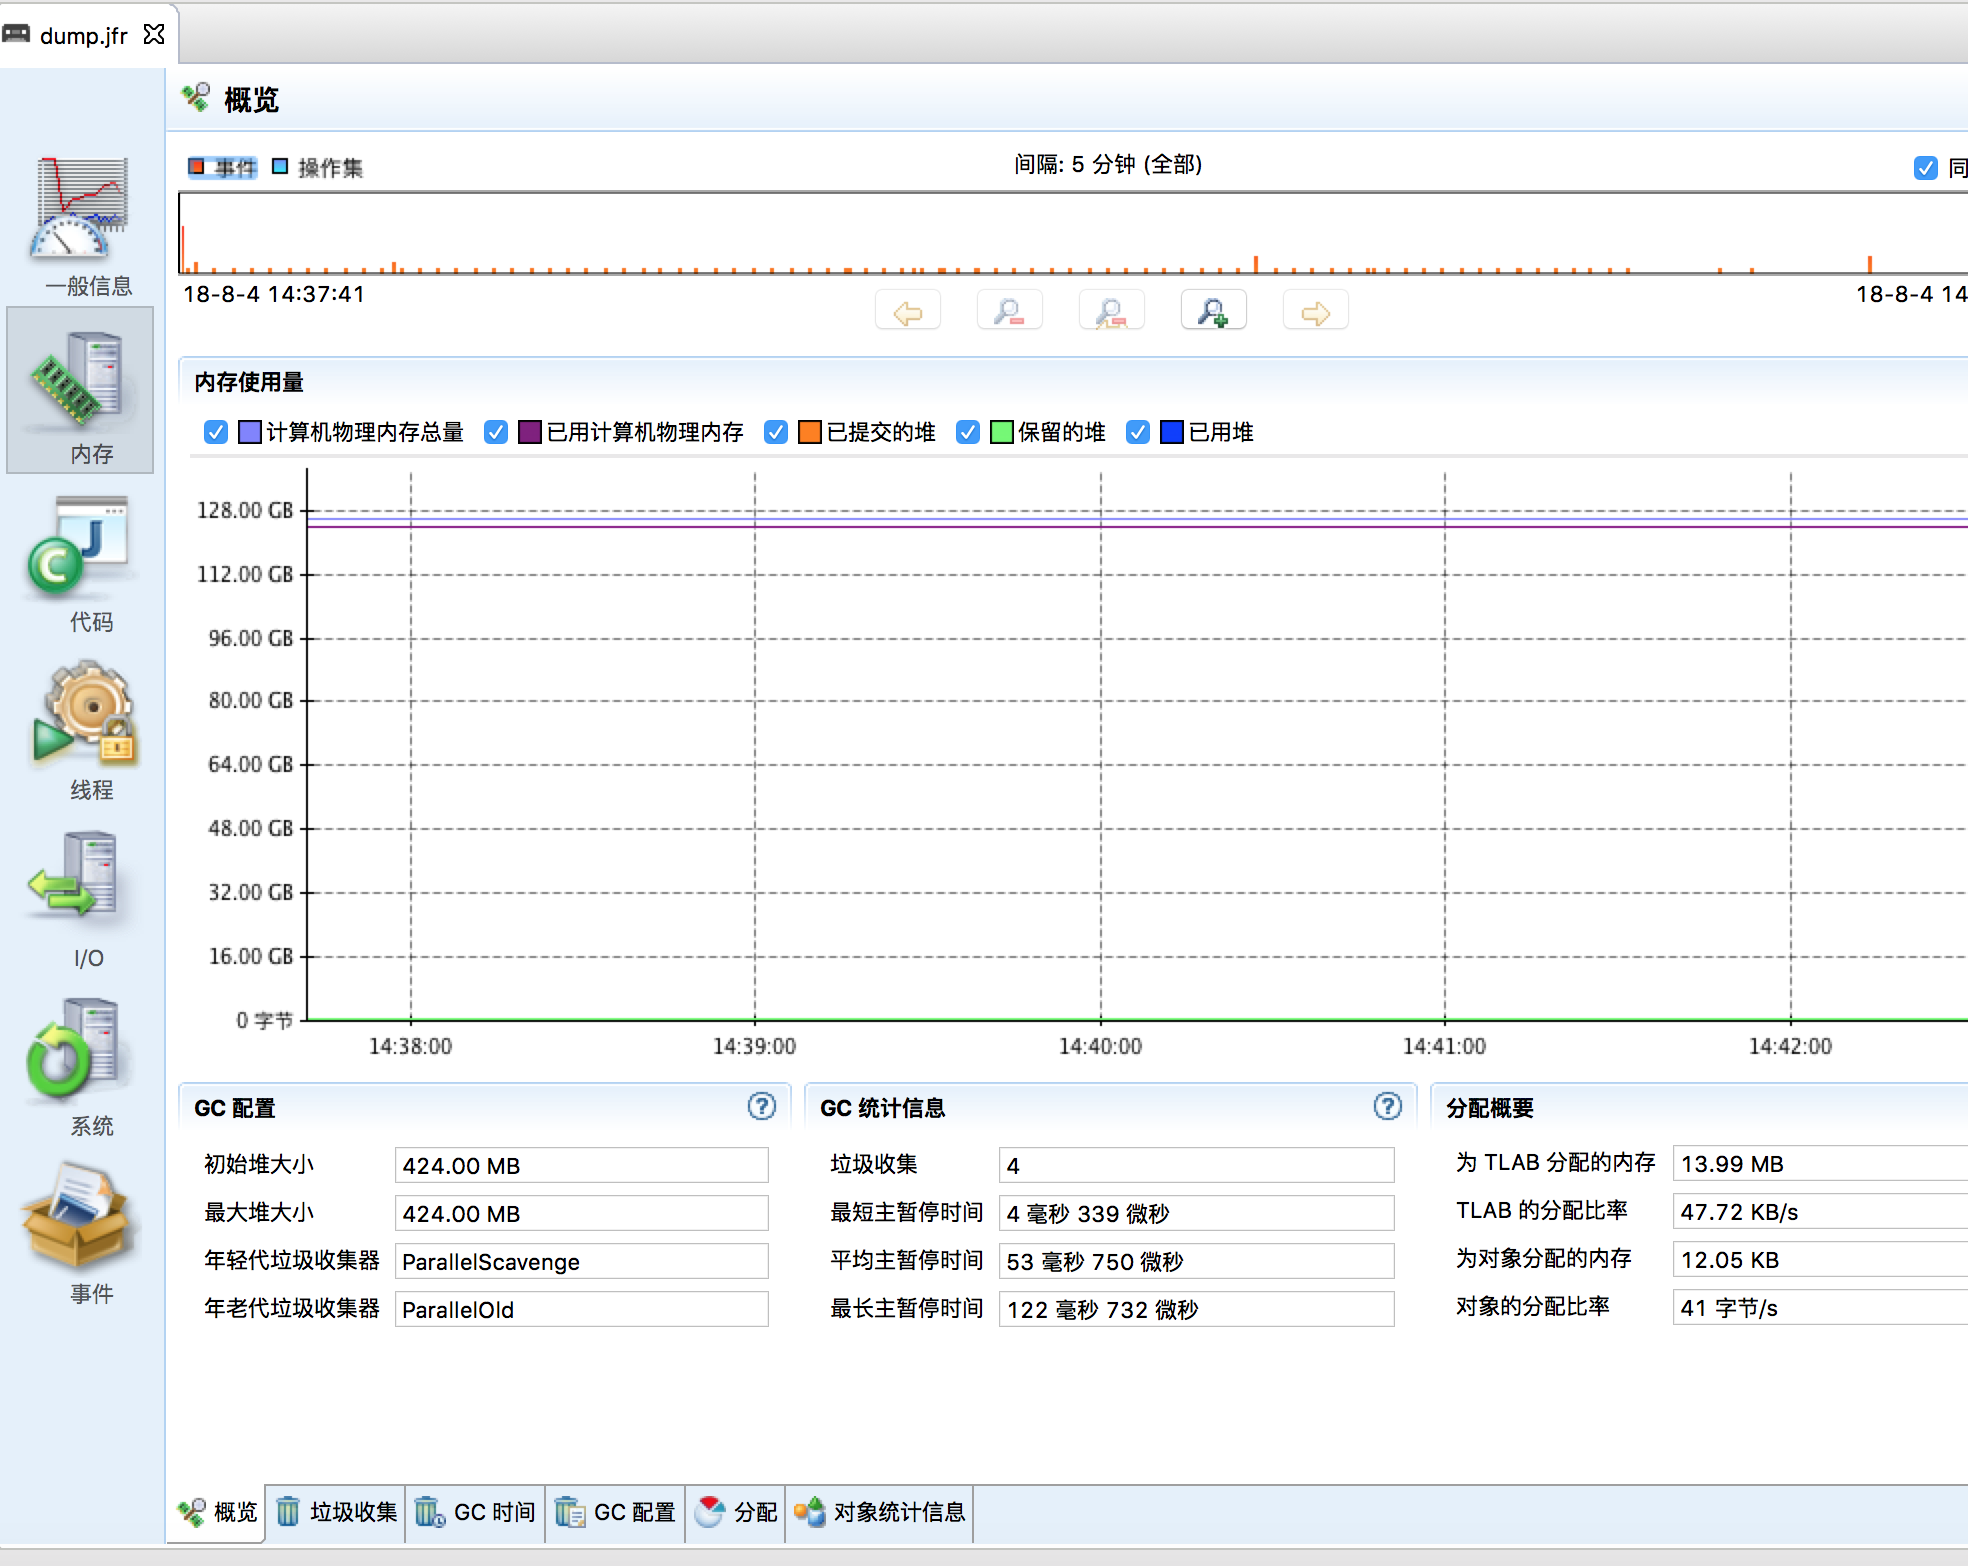 dump.jfr
概览
事件 操作集 间隔: 5 分钟 (全部) 同
18-8-4 14:37:41 18-8-4 14
一般信息
内存
代码
线程
I/O
系统
事件
内存使用量
计算机物理内存总量 已用计算机物理内存 已提交的堆 保留的堆 已用堆
128.00 GB
112.00 GB
96.00 GB
80.00 GB
64.00 GB
48.00 GB
32.00 GB
16.00 GB
0 字节
14:38:00 14:39:00 14:40:00 14:41:00 14:42:00
GC 配置
初始堆大小 424.00 MB
最大堆大小 424.00 MB
年轻代垃圾收集器 ParallelScavenge
年老代垃圾收集器 ParallelOld
GC 统计信息
垃圾收集 4
最短主暂停时间 4 毫秒 339 微秒
平均主暂停时间 53 毫秒 750 微秒
最长主暂停时间 122 毫秒 732 微秒
分配概要
为 TLAB 分配的内存 13.99 MB
TLAB 的分配比率 47.72 KB/s
为对象分配的内存 12.05 KB
对象的分配比率 41 字节/s
概览 垃圾收集 GC 时间 GC 配置 分配 对象统计信息